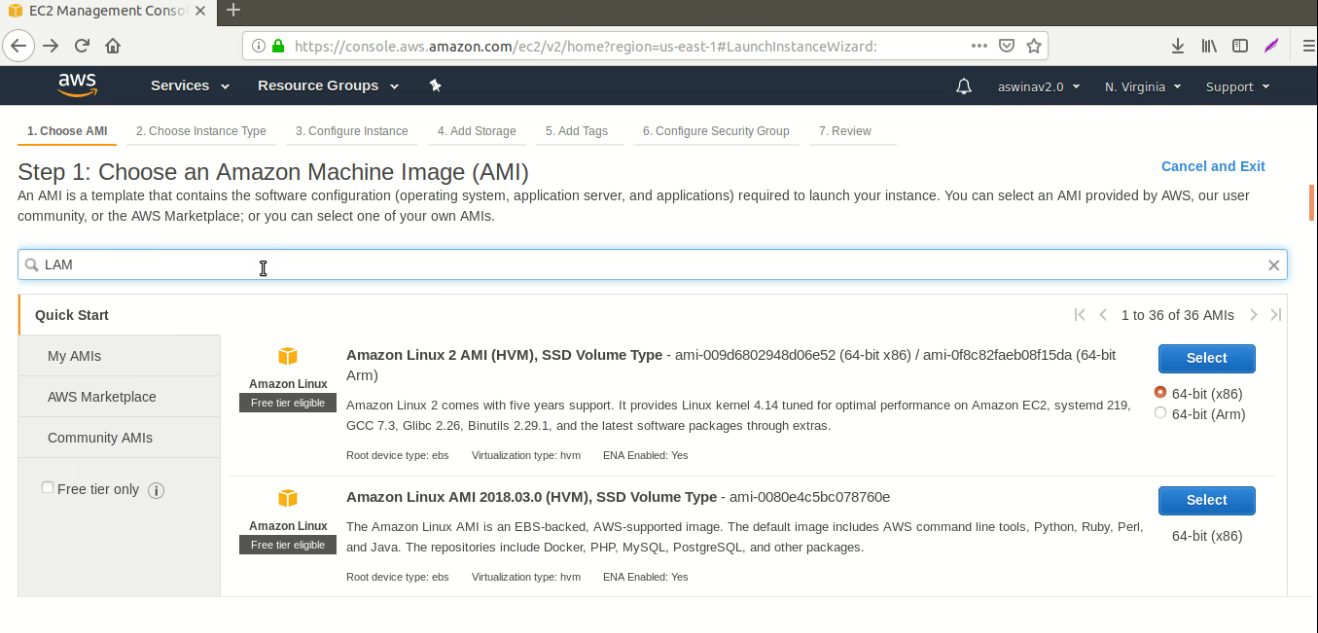 EC2 Management Conso
https://console.aws.amazon.com/ec2/v2/home?region=us-east-1#LaunchInstanceWizard:
aws Services Resource Groups aswinav2.0 N. Virginia Support
1. Choose AMI 2. Choose Instance Type 3. Configure Instance 4. Add Storage 5. Add Tags 6. Configure Security Group 7. Review
Step 1: Choose an Amazon Machine Image (AMI) Cancel and Exit
An AMI is a template that contains the software configuration (operating system, application server, and applications) required to launch your instance. You can select an AMI provided by AWS, our user
community, or the AWS Marketplace; or you can select one of your own AMIs.
LAM
Quick Start 1 to 36 of 36 AMIs
My AMIs
AWS Marketplace
Community AMIs
Free tier only
Amazon Linux
Free tier eligible
Amazon Linux 2 AMI (HVM), SSD Volume Type - ami-009d6802948d06e52 (64-bit x86) / ami-0f8c82faeb08f15da (64-bit
Arm)
Amazon Linux 2 comes with five years support. It provides Linux kernel 4.14 tuned for optimal performance on Amazon EC2, systemd 219,
GCC 7.3, Glibc 2.26, Binutils 2.29.1, and the latest software packages through extras.
Root device type: ebs Virtualization type: hvm ENA Enabled: Yes
Select
64-bit (x86)
64-bit (Arm)
Amazon Linux
Free tier eligible
Amazon Linux AMI 2018.03.0 (HVM), SSD Volume Type - ami-0080e4c5bc078760e
The Amazon Linux AMI is an EBS-backed, AWS-supported image. The default image includes AWS command line tools, Python, Ruby, Perl,
and Java. The repositories include Docker, PHP, MySQL, PostgreSQL, and other packages.
Root device type: ebs Virtualization type: hvm ENA Enabled: Yes
Select
64-bit (x86)